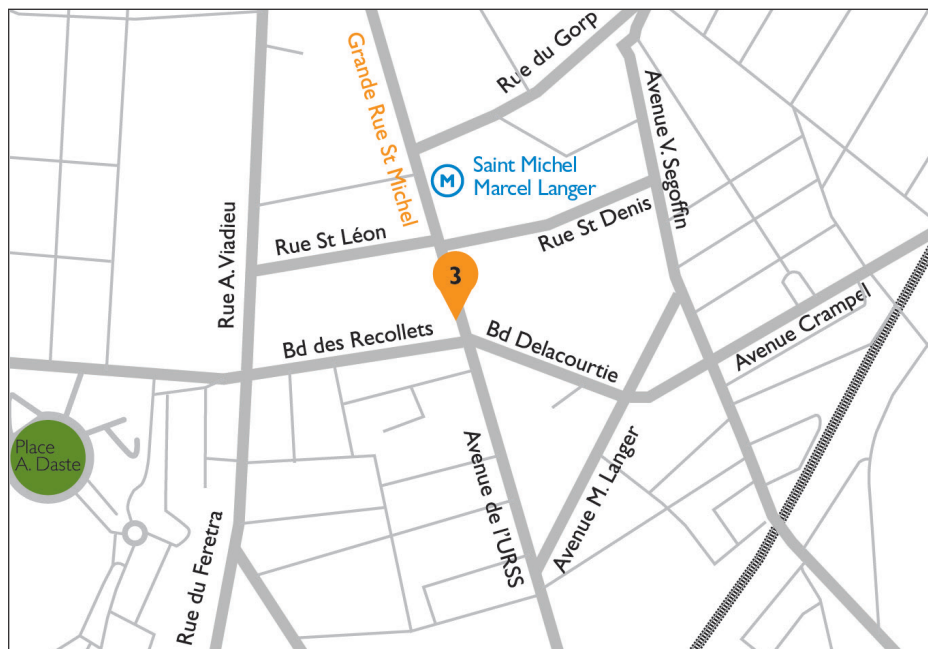 Grande Rue St Michel
Rue du Gorp
Avenue V. Segoffin
M
Saint Michel
Marcel Langer
Rue A. Viadieu
Rue St Léon
Rue St Denis
3
Bd des Recollets
Bd Delacourtie
Avenue Crampel
Place
A. Daste
Avenue de l'URSS
Avenue M. Langer
Rue du Feretra